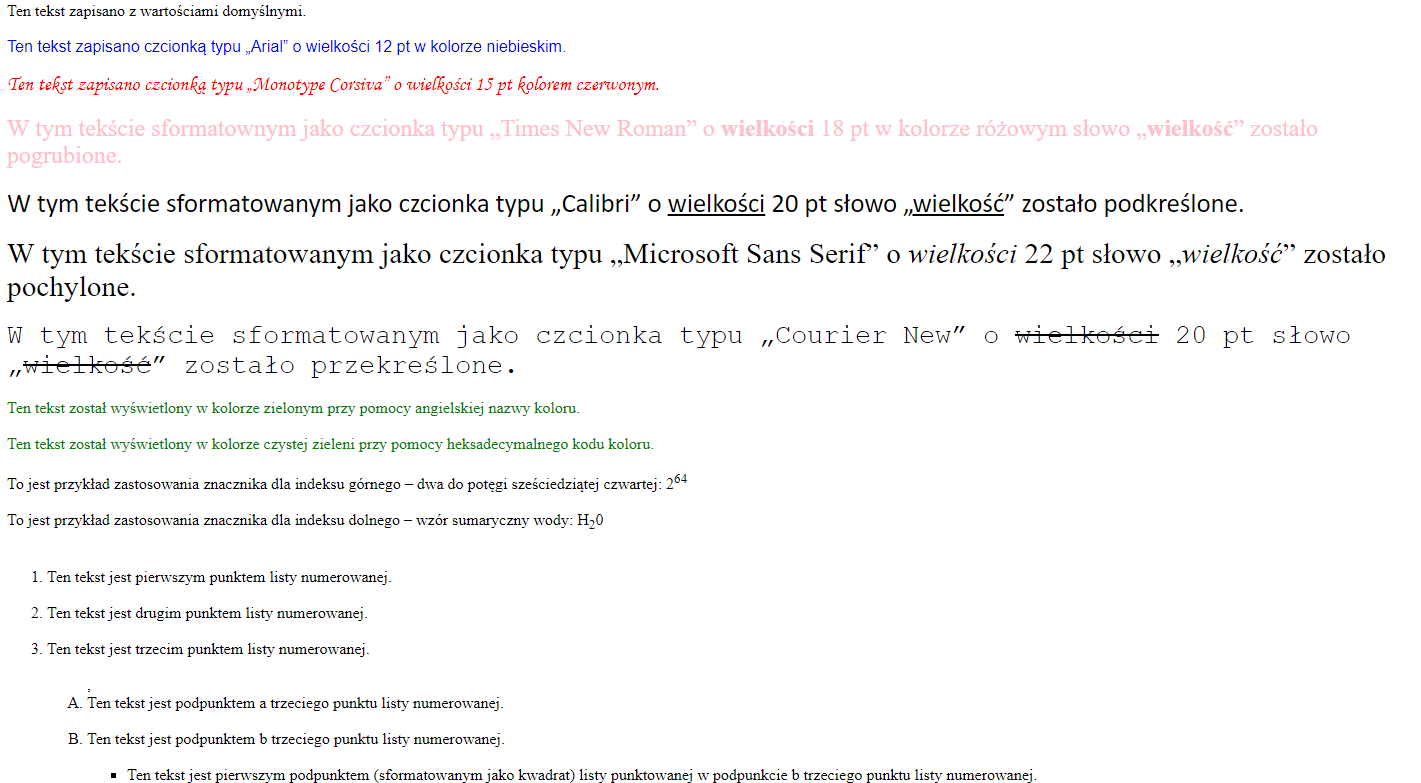 Ten tekst zapisano z wartościami domyślnymi.
Ten tekst zapisano czcionką typu „Arial” o wielkości 12 pt w kolorze niebieskim.
Ten tekst zapisano czcionką typu „Monotype Corsiva” o wielkości 15 pt kolorem czerwonym.
W tym tekście sformatownym jako czcionka typu „Times New Roman” o wielkości 18 pt w kolorze różowym słowo „wielkość” zostało
pogrubione.
W tym tekście sformatowanym jako czcionka typu „Calibri” o wielkości 20 pt słowo „wielkość” zostało podkreślone.
W tym tekście sformatowanym jako czcionka typu „Microsoft Sans Serif” o wielkości 22 pt słowo „wielkość” zostało
pochylone.
W tym tekście sformatowanym jako czcionka typu „Courier New” o wielkości 20 pt słowo
„wielkość” zostało przekreślone.
Ten tekst został wyświetlony w kolorze zielonym przy pomocy angielskiej nazwy koloru.
Ten tekst został wyświetlony w kolorze czystej zieleni przy pomocy heksadecymalnego kodu koloru.
To jest przykład zastosowania znacznika dla indeksu górnego – dwa do potęgi sześciedziątej czwartej: 2⁶⁴
To jest przykład zastosowania znacznika dla indeksu dolnego – wzór sumaryczny wody: H₂0
1. Ten tekst jest pierwszym punktem listy numerowanej.
2. Ten tekst jest drugim punktem listy numerowanej.
3. Ten tekst jest trzecim punktem listy numerowanej.
A. Ten tekst jest podpunktem a trzeciego punktu listy numerowanej.
B. Ten tekst jest podpunktem b trzeciego punktu listy numerowanej.
▪ Ten tekst jest pierwszym podpunktem (sformatowanym jako kwadrat) listy punktowanej w podpunkcie b trzeciego punktu listy numerowanej.